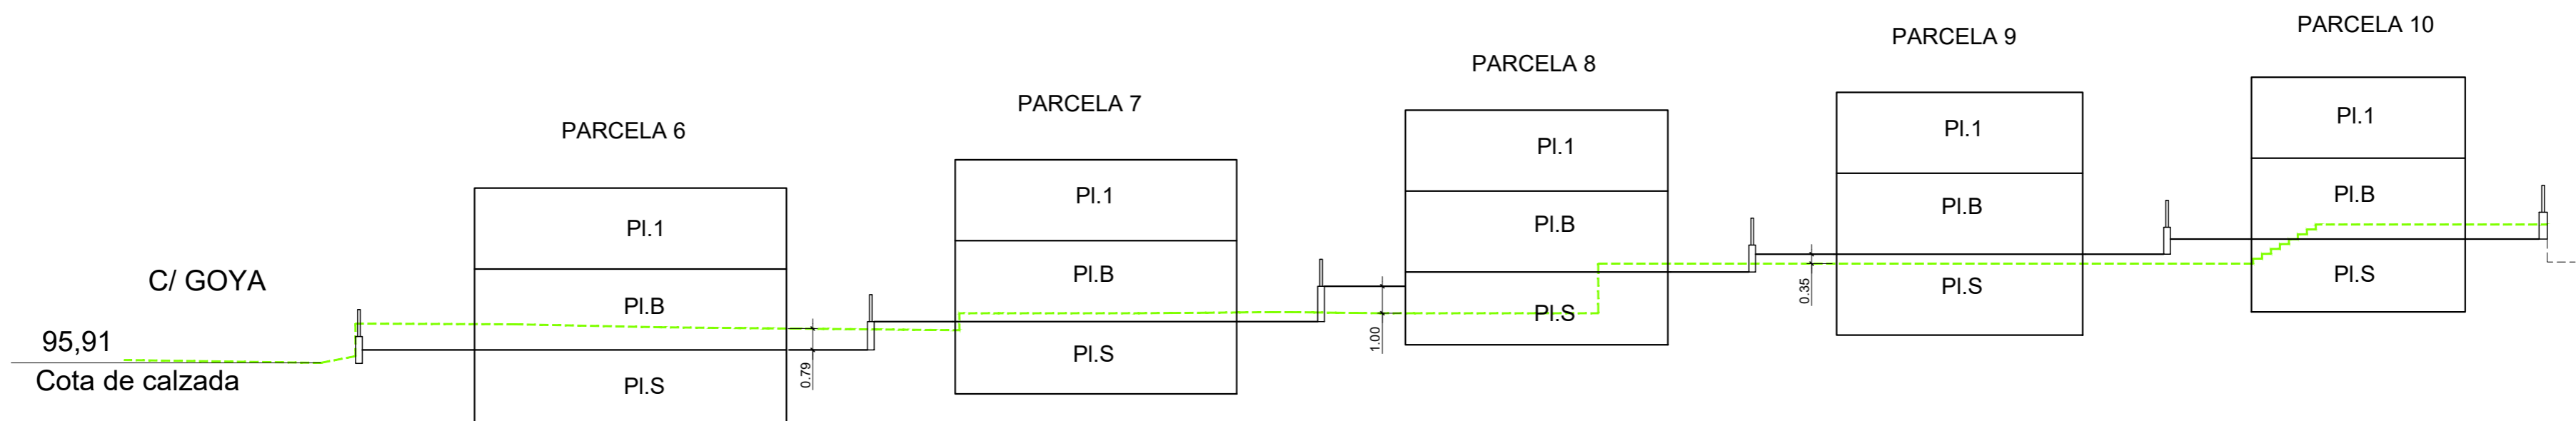 PARCELA 10
PARCELA 9
PARCELA 8
PARCELA 7
PARCELA 6
Pl.1
Pl.B
Pl.S
Pl.1
Pl.B
Pl.S
Pl.1
Pl.B
Pl.S
Pl.1
Pl.B
Pl.S
Pl.1
Pl.B
Pl.S
C/ GOYA
95,91
Cota de calzada
0.79
1.00
0.35